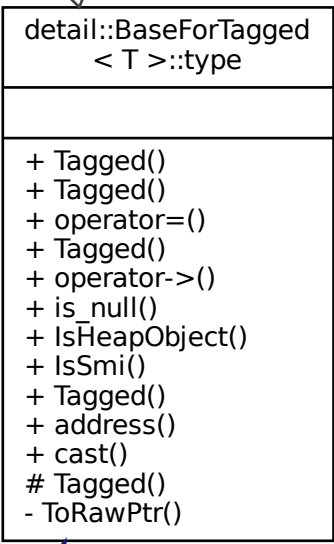 detail::BaseForTagged
< T >::type
+ Tagged()
+ Tagged()
+ operator=()
+ Tagged()
+ operator->()
+ is_null()
+ IsHeapObject()
+ IsSmi()
+ Tagged()
+ address()
+ cast()
# Tagged()
- ToRawPtr()